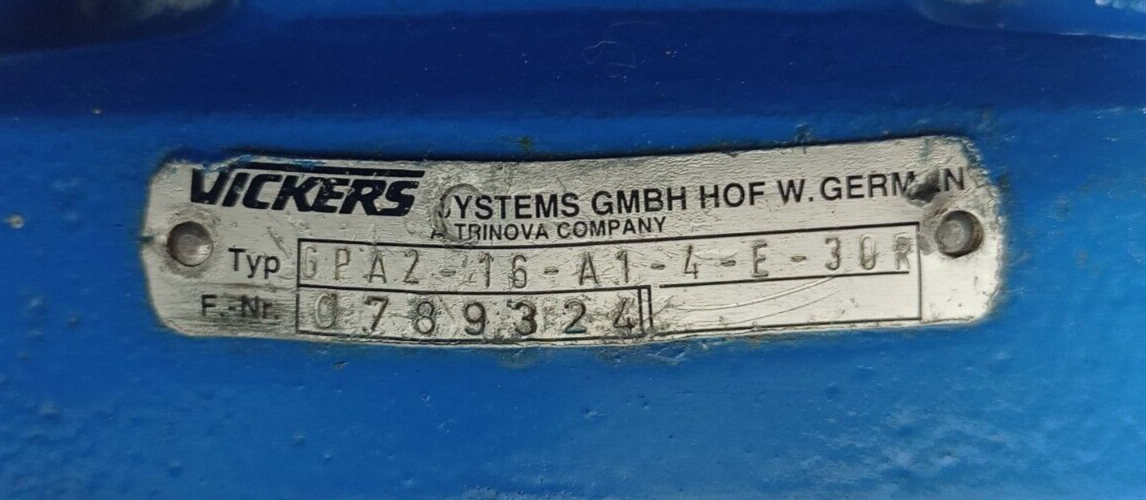 VICKERS SYSTEMS GMBH HOF W. GERMAN
A TRINOVA COMPANY
Typ GPA2-16-A1-4-E-30R
F.-Nr. 0789324